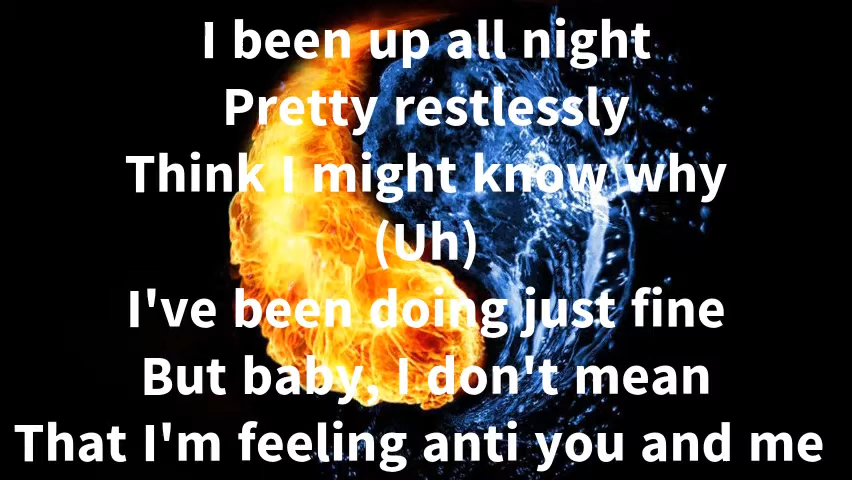 I been up all night
Pretty restlessly
Think I might know why
(Uh)
I've been doing just fine
But baby, I don't mean
That I'm feeling anti you and me